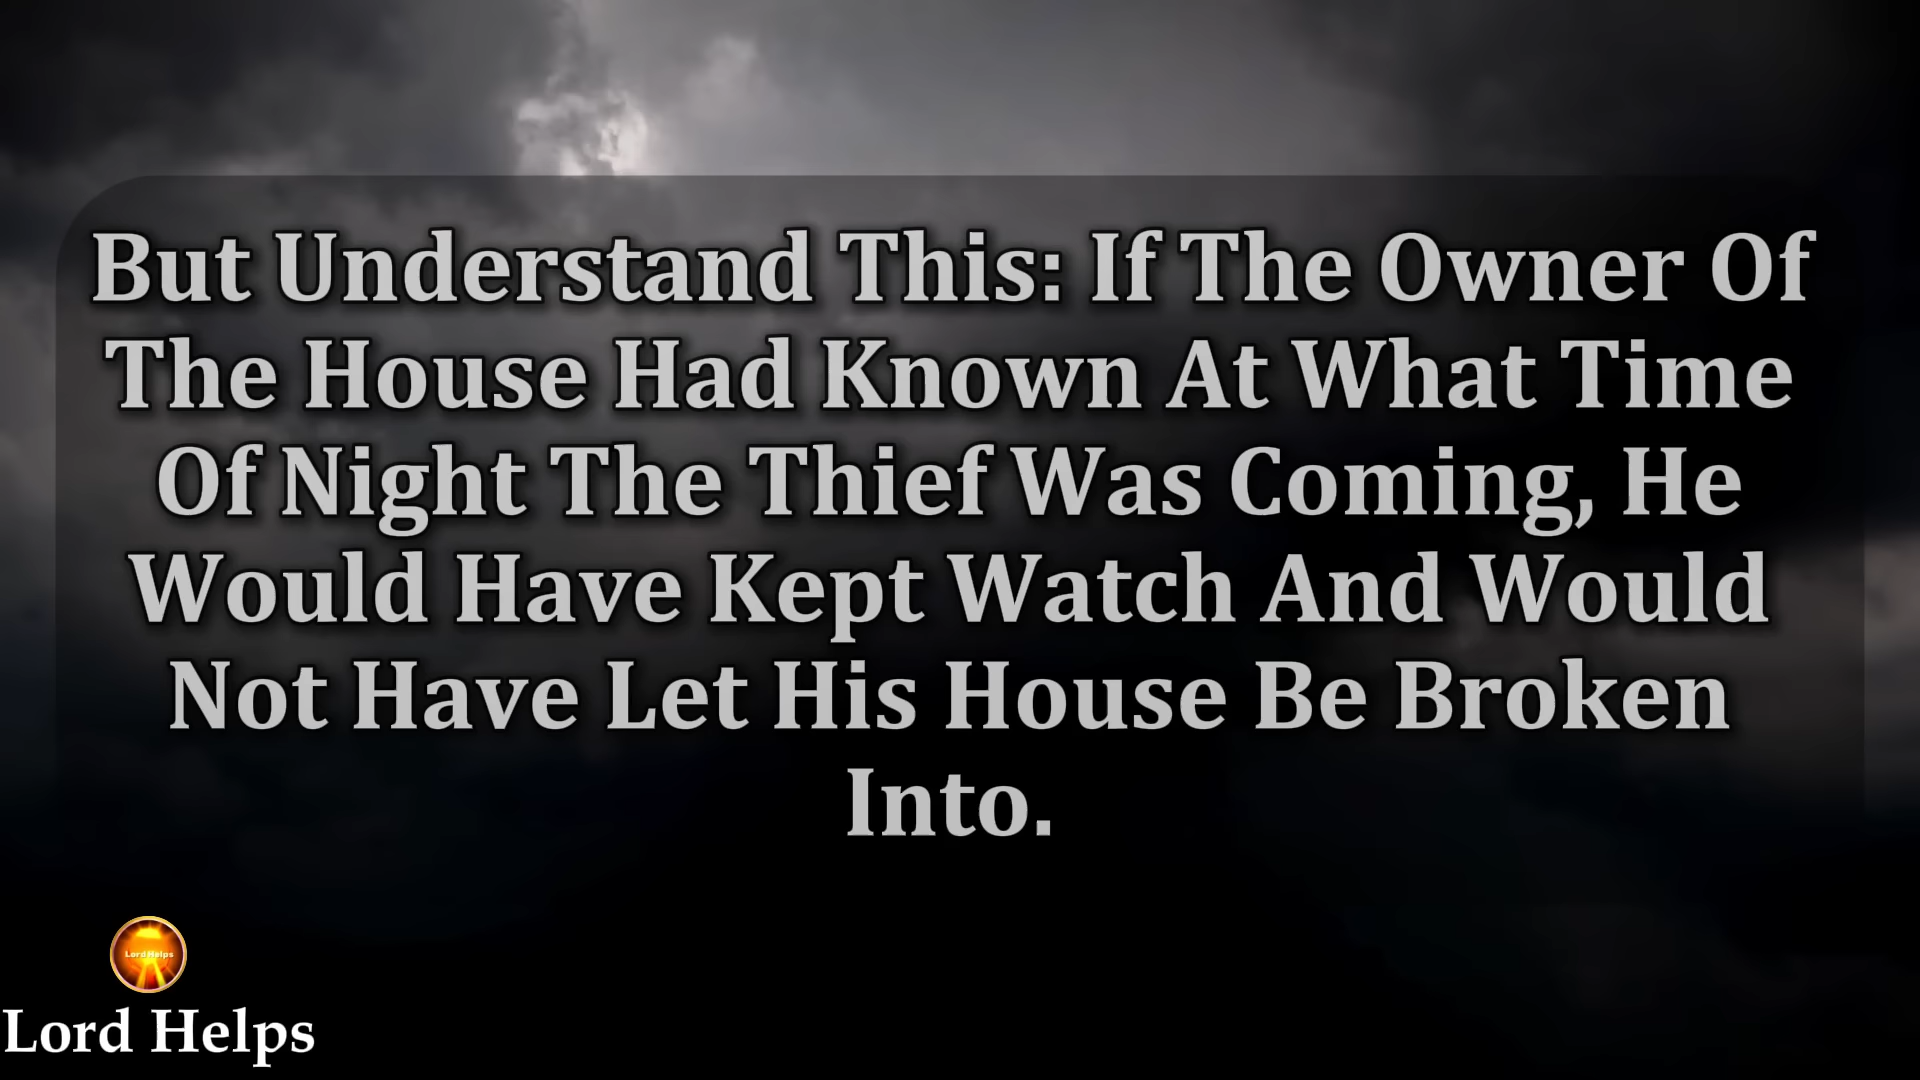 But Understand This: If The Owner Of
The House Had Known At What Time
Of Night The Thief Was Coming, He
Would Have Kept Watch And Would
Not Have Let His House Be Broken
Into.
Lord Helps
Lord Helps